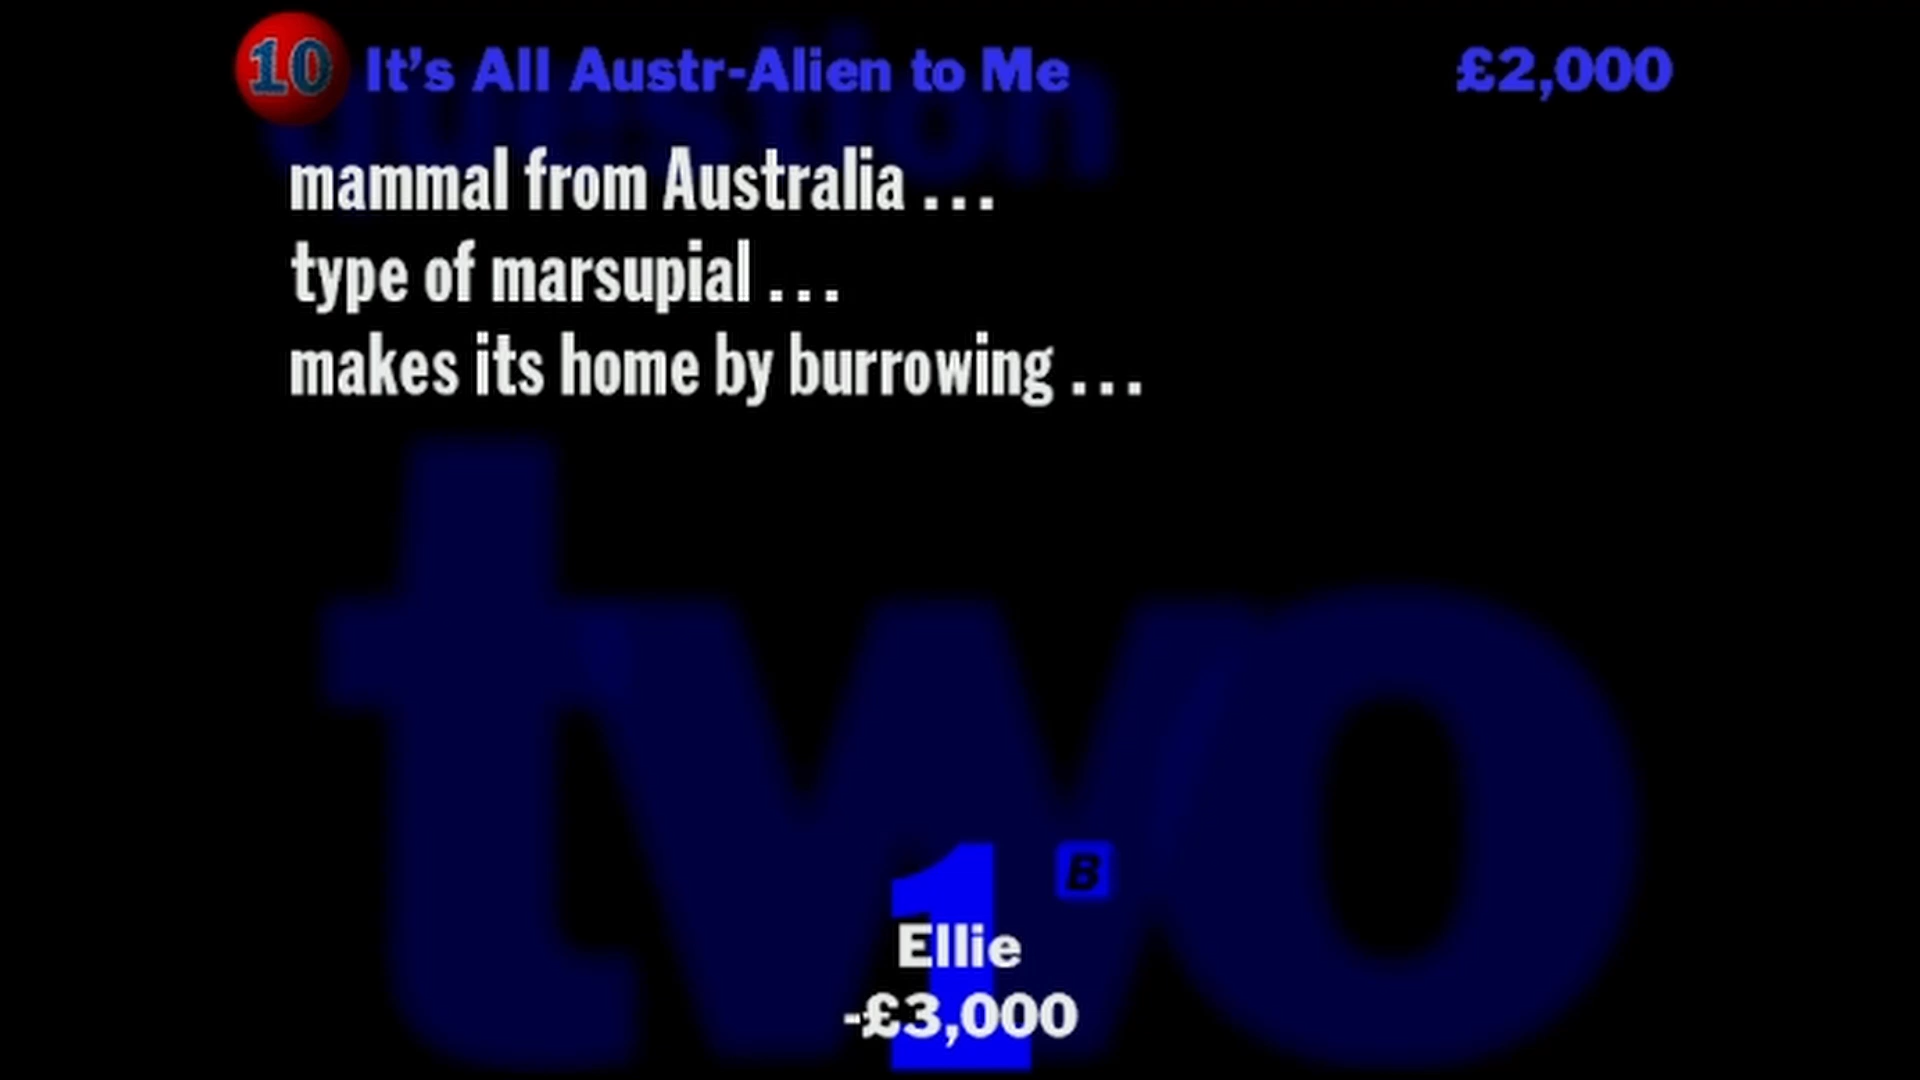 10 It's All Austr-Alien to Me £2,000
question
mammal from Australia ...
type of marsupial ...
makes its home by burrowing ...
two
1 B
Ellie
-£3,000